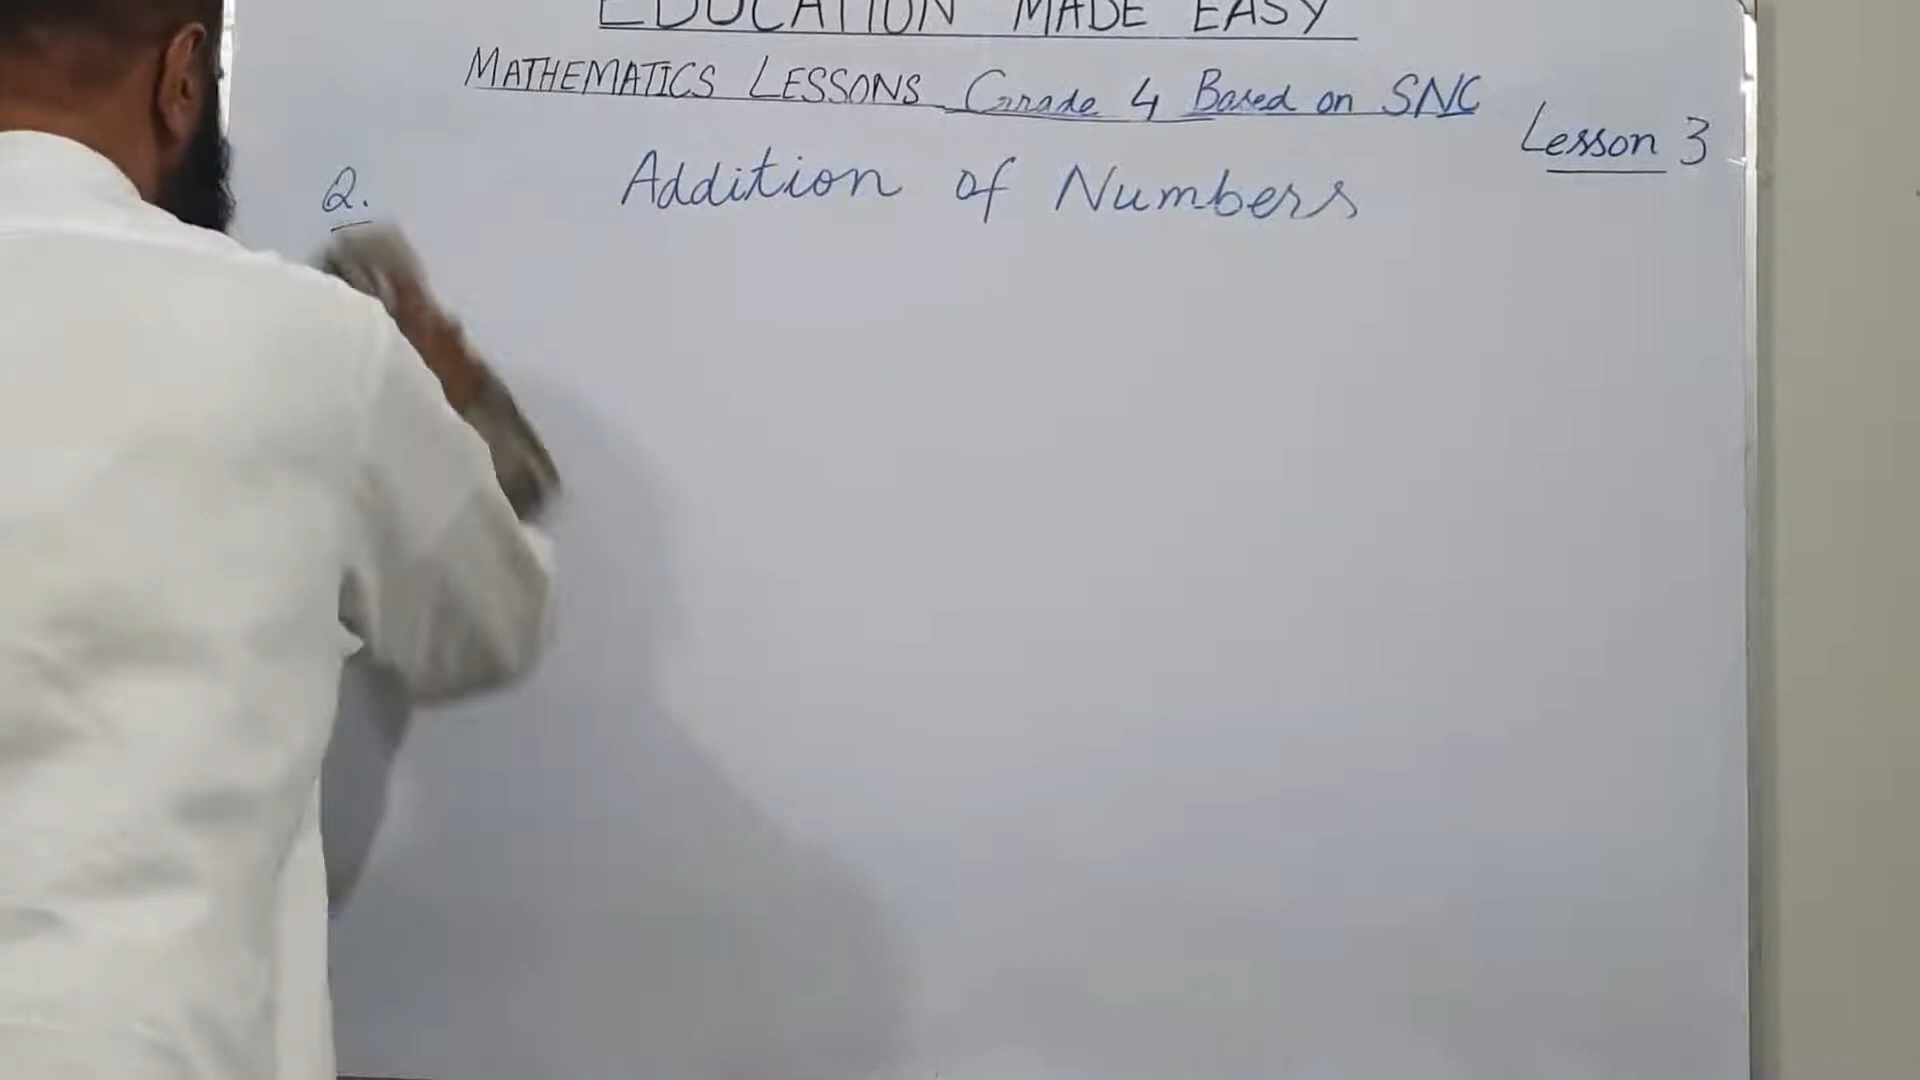 EDUCATION MADE EASY
MATHEMATICS LESSONS Grade 4 Based on SNC
Lesson 3
Q. Addition of Numbers